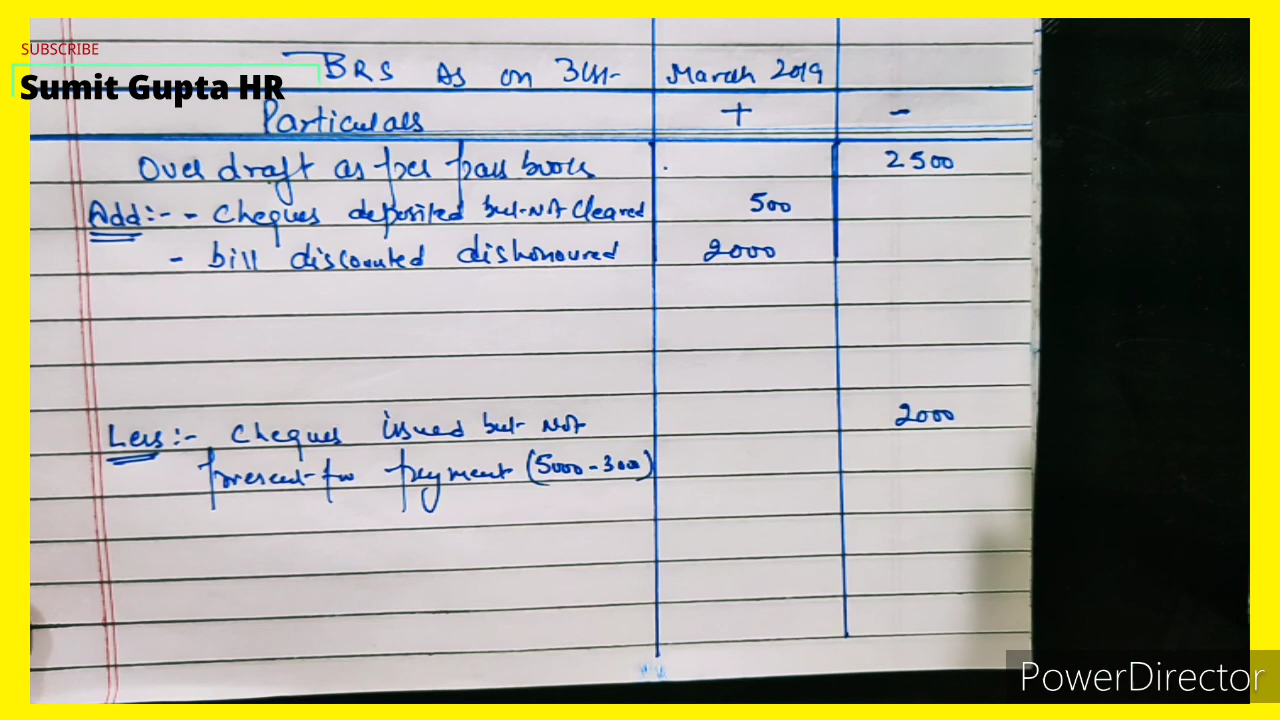 SUBSCRIBE
Sumit Gupta HR
BRS As on 31st March 2019
Particulars + -
Overdraft as per pass book 2500
Add:- - Cheques deposited but not cleared 500
- bill discounted dishonoured 2000
Less:- Cheques issued but not 2000
present for payment (5000-3000)
PowerDirector